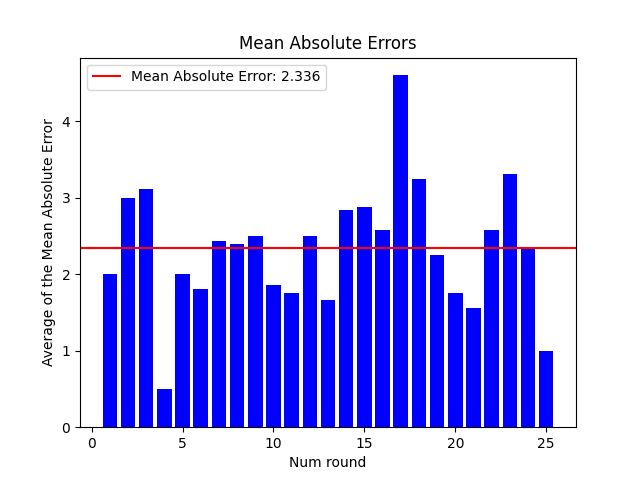 Mean Absolute Errors
Mean Absolute Error: 2.336
Average of the Mean Absolute Error
4
3
2
1
0
0 5 10 15 20 25
Num round